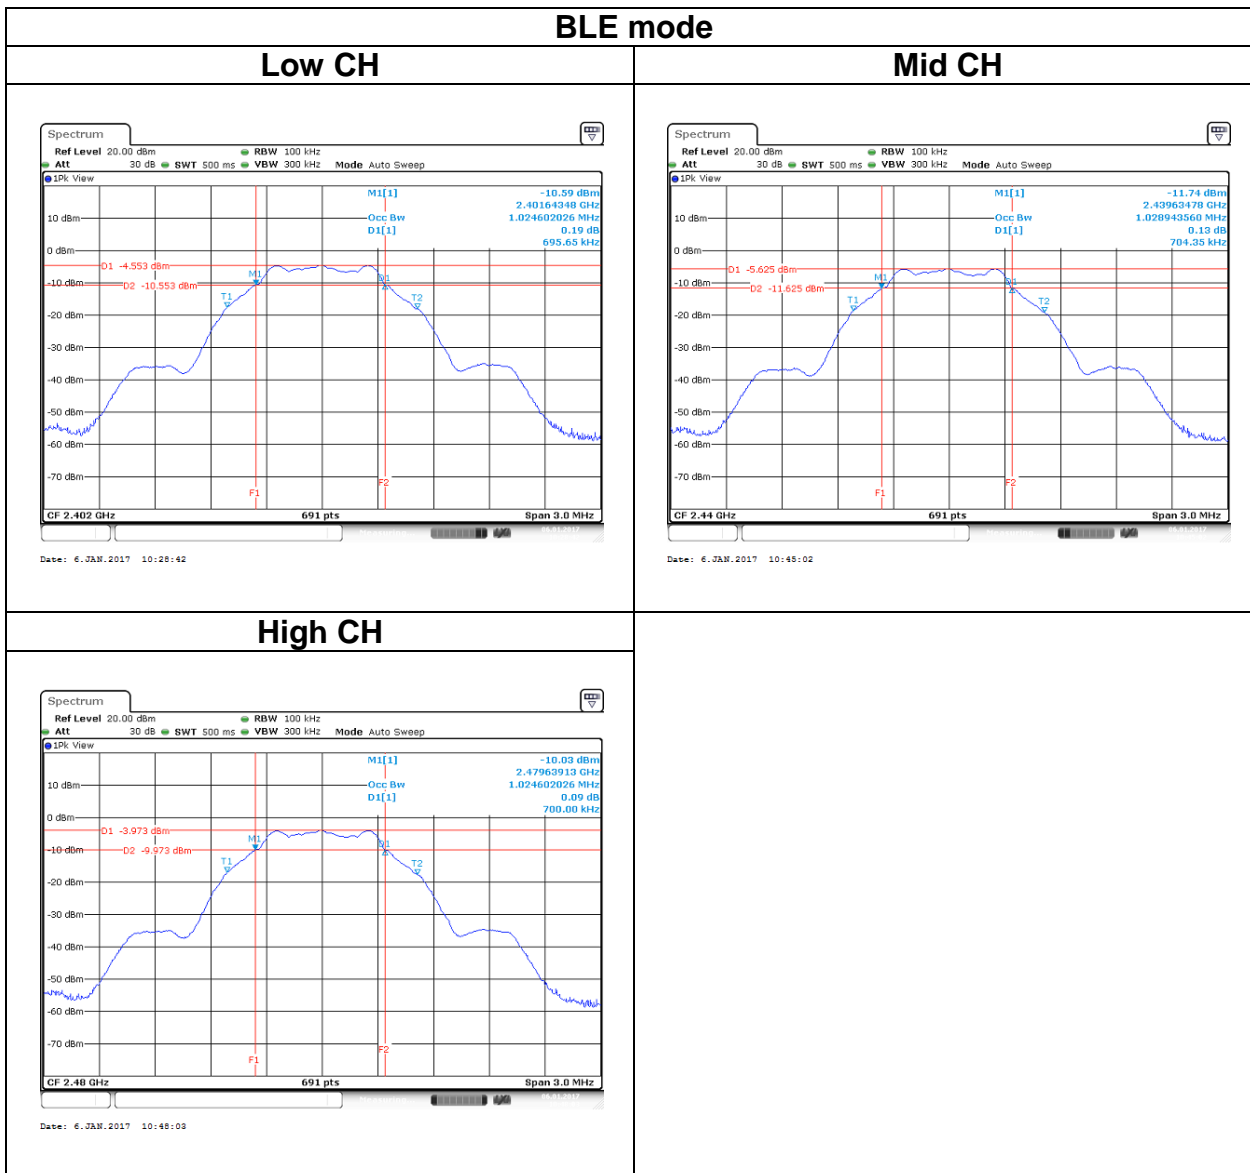 BLE mode
Low CH
Mid CH
Spectrum
Ref Level 20.00 dBm RBW 100 kHz
Att 30 dB SWT 500 ms VBW 300 kHz Mode Auto Sweep
1Pk View
M1[1] -10.59 dBm
2.40164348 GHz
Occ Bw 1.024602026 MHz
D1[1] 0.19 dB
695.65 kHz
10 dBm
0 dBm
D1 -4.553 dBm
M1
-10 dBm
D2 -10.553 dBm
D1
T1
T2
-20 dBm
-30 dBm
-40 dBm
-50 dBm
-60 dBm
-70 dBm
F1
F2
CF 2.402 GHz 691 pts Span 3.0 MHz
Date: 6.JAN.2017 10:28:42
Spectrum
Ref Level 20.00 dBm RBW 100 kHz
Att 30 dB SWT 500 ms VBW 300 kHz Mode Auto Sweep
1Pk View
M1[1] -11.74 dBm
2.43963478 GHz
Occ Bw 1.028943560 MHz
D1[1] 0.13 dB
704.35 kHz
10 dBm
0 dBm
D1 -5.625 dBm
M1
-10 dBm
D2 -11.625 dBm
D1
T1
T2
-20 dBm
-30 dBm
-40 dBm
-50 dBm
-60 dBm
-70 dBm
F1
F2
CF 2.44 GHz 691 pts Span 3.0 MHz
Date: 6.JAN.2017 10:45:02
High CH
Spectrum
Ref Level 20.00 dBm RBW 100 kHz
Att 30 dB SWT 500 ms VBW 300 kHz Mode Auto Sweep
1Pk View
M1[1] -10.03 dBm
2.47963913 GHz
Occ Bw 1.024602026 MHz
D1[1] 0.09 dB
700.00 kHz
10 dBm
0 dBm
D1 -3.973 dBm
M1
-10 dBm
D2 -9.973 dBm
D1
T1
T2
-20 dBm
-30 dBm
-40 dBm
-50 dBm
-60 dBm
-70 dBm
F1
F2
CF 2.48 GHz 691 pts Span 3.0 MHz
Date: 6.JAN.2017 10:48:03